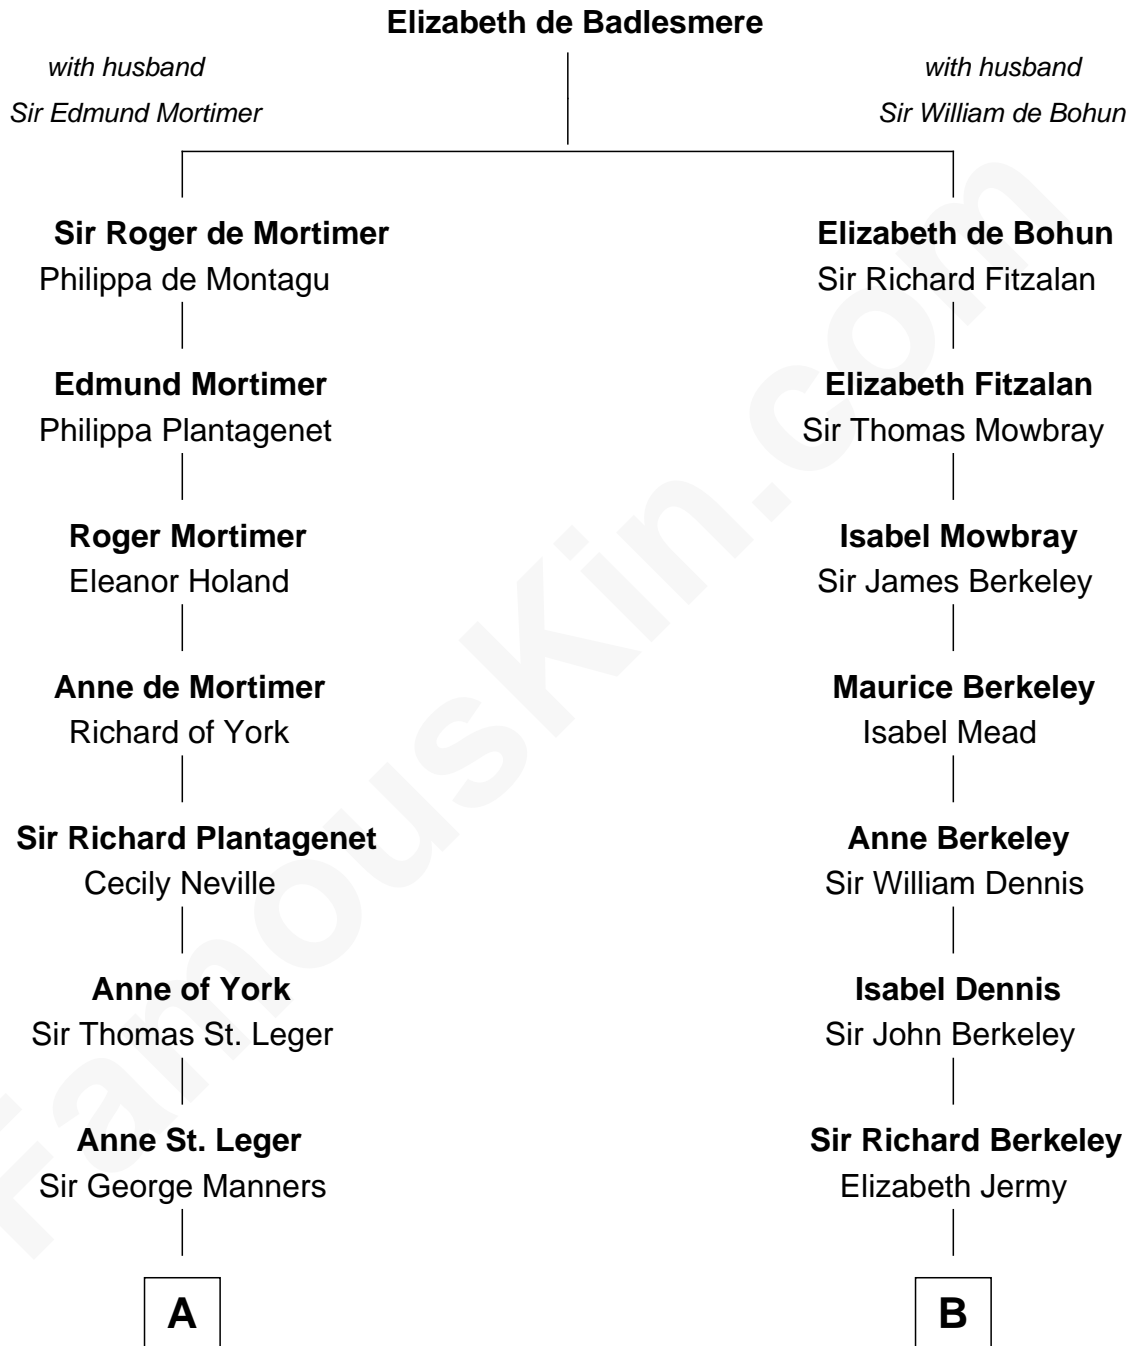 Elizabeth de Badlesmere
with husband
Sir Edmund Mortimer
with husband
Sir William de Bohun
Sir Roger de Mortimer
Philippa de Montagu
Elizabeth de Bohun
Sir Richard Fitzalan
Edmund Mortimer
Philippa Plantagenet
Elizabeth Fitzalan
Sir Thomas Mowbray
Roger Mortimer
Eleanor Holand
Isabel Mowbray
Sir James Berkeley
Anne de Mortimer
Richard of York
Maurice Berkeley
Isabel Mead
Sir Richard Plantagenet
Cecily Neville
Anne Berkeley
Sir William Dennis
Anne of York
Sir Thomas St. Leger
Isabel Dennis
Sir John Berkeley
Anne St. Leger
Sir George Manners
Sir Richard Berkeley
Elizabeth Jermy
A
B
FamousKin.com